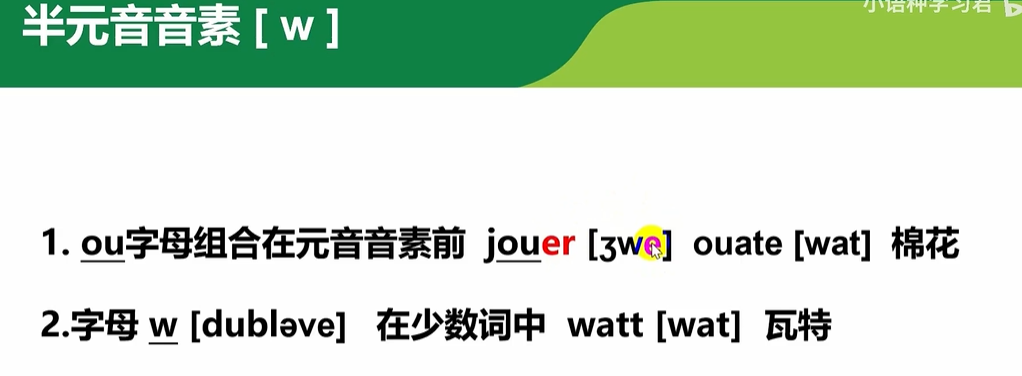 半元音音素 [ w ]
小语种学习君
1. ou字母组合在元音音素前 jouer [ʒwe] ouate [wat] 棉花
2.字母 w [dubləve] 在少数词中 watt [wat] 瓦特